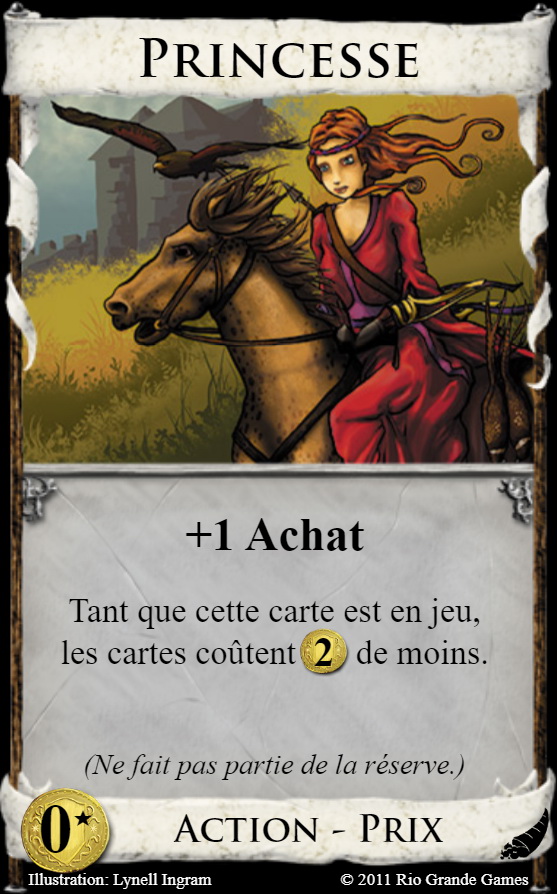 Princesse
+1 Achat
Tant que cette carte est en jeu,
les cartes coûtent 2 de moins.
(Ne fait pas partie de la réserve.)
0* Action - Prix
Illustration: Lynell Ingram © 2011 Rio Grande Games